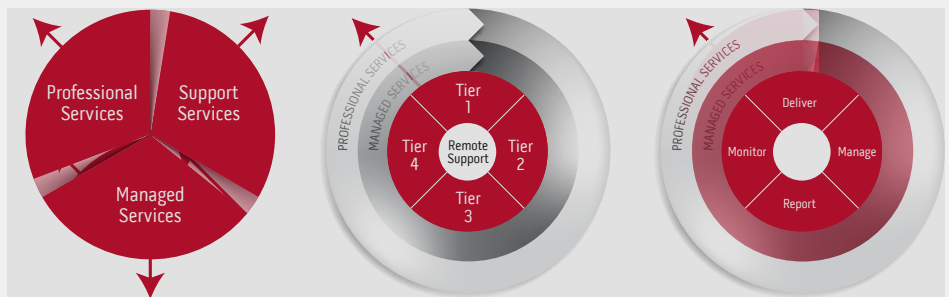 Professional
Services
Support
Services
Managed
Services
PROFESSIONAL SERVICES
MANAGED SERVICES
Tier
1
Tier
2
Tier
3
Tier
4
Remote
Support
PROFESSIONAL SERVICES
MANAGED SERVICES
Deliver
Manage
Report
Monitor